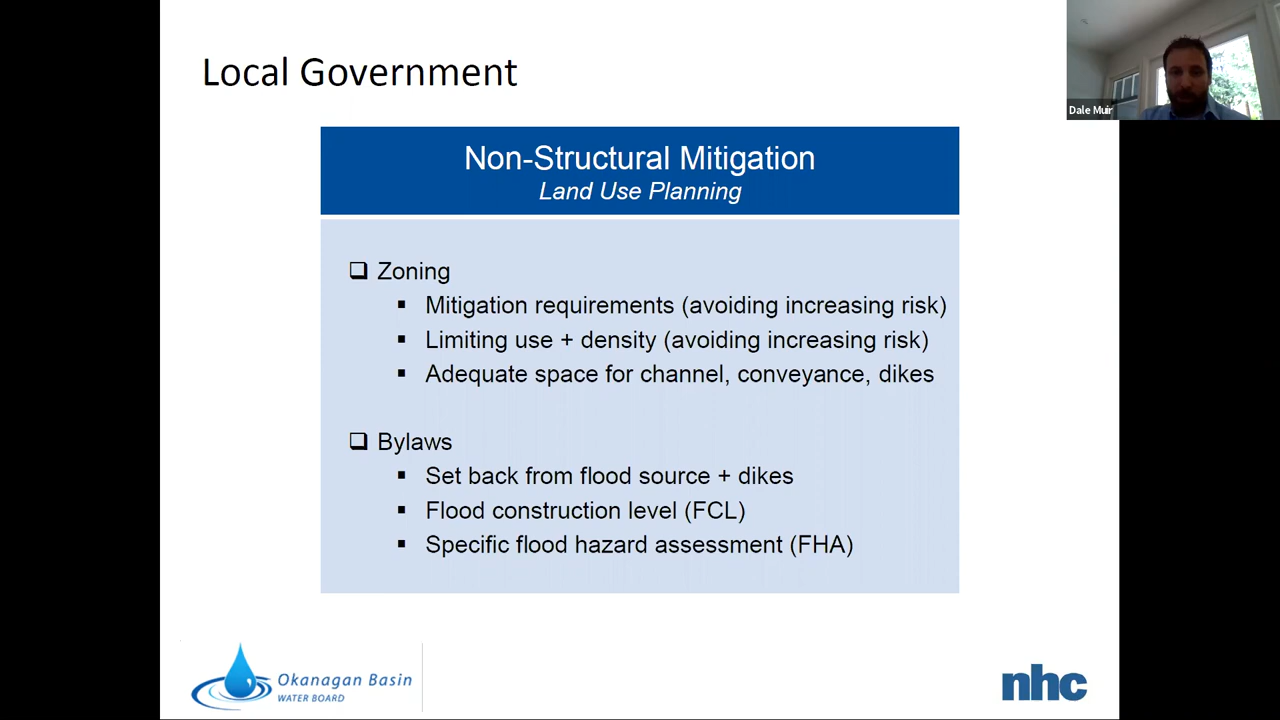 Local Government
Dale Muir
Non-Structural Mitigation
Land Use Planning
Zoning
Mitigation requirements (avoiding increasing risk)
Limiting use + density (avoiding increasing risk)
Adequate space for channel, conveyance, dikes
Bylaws
Set back from flood source + dikes
Flood construction level (FCL)
Specific flood hazard assessment (FHA)
Okanagan Basin
WATER BOARD
nhc